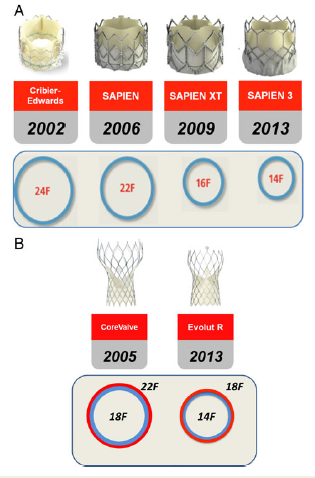 A
Cribier-
Edwards
SAPIEN
SAPIEN XT
SAPIEN 3
2002
2006
2009
2013
24F
22F
16F
14F
B
CoreValve
Evolut R
2005
2013
22F
18F
18F
14F